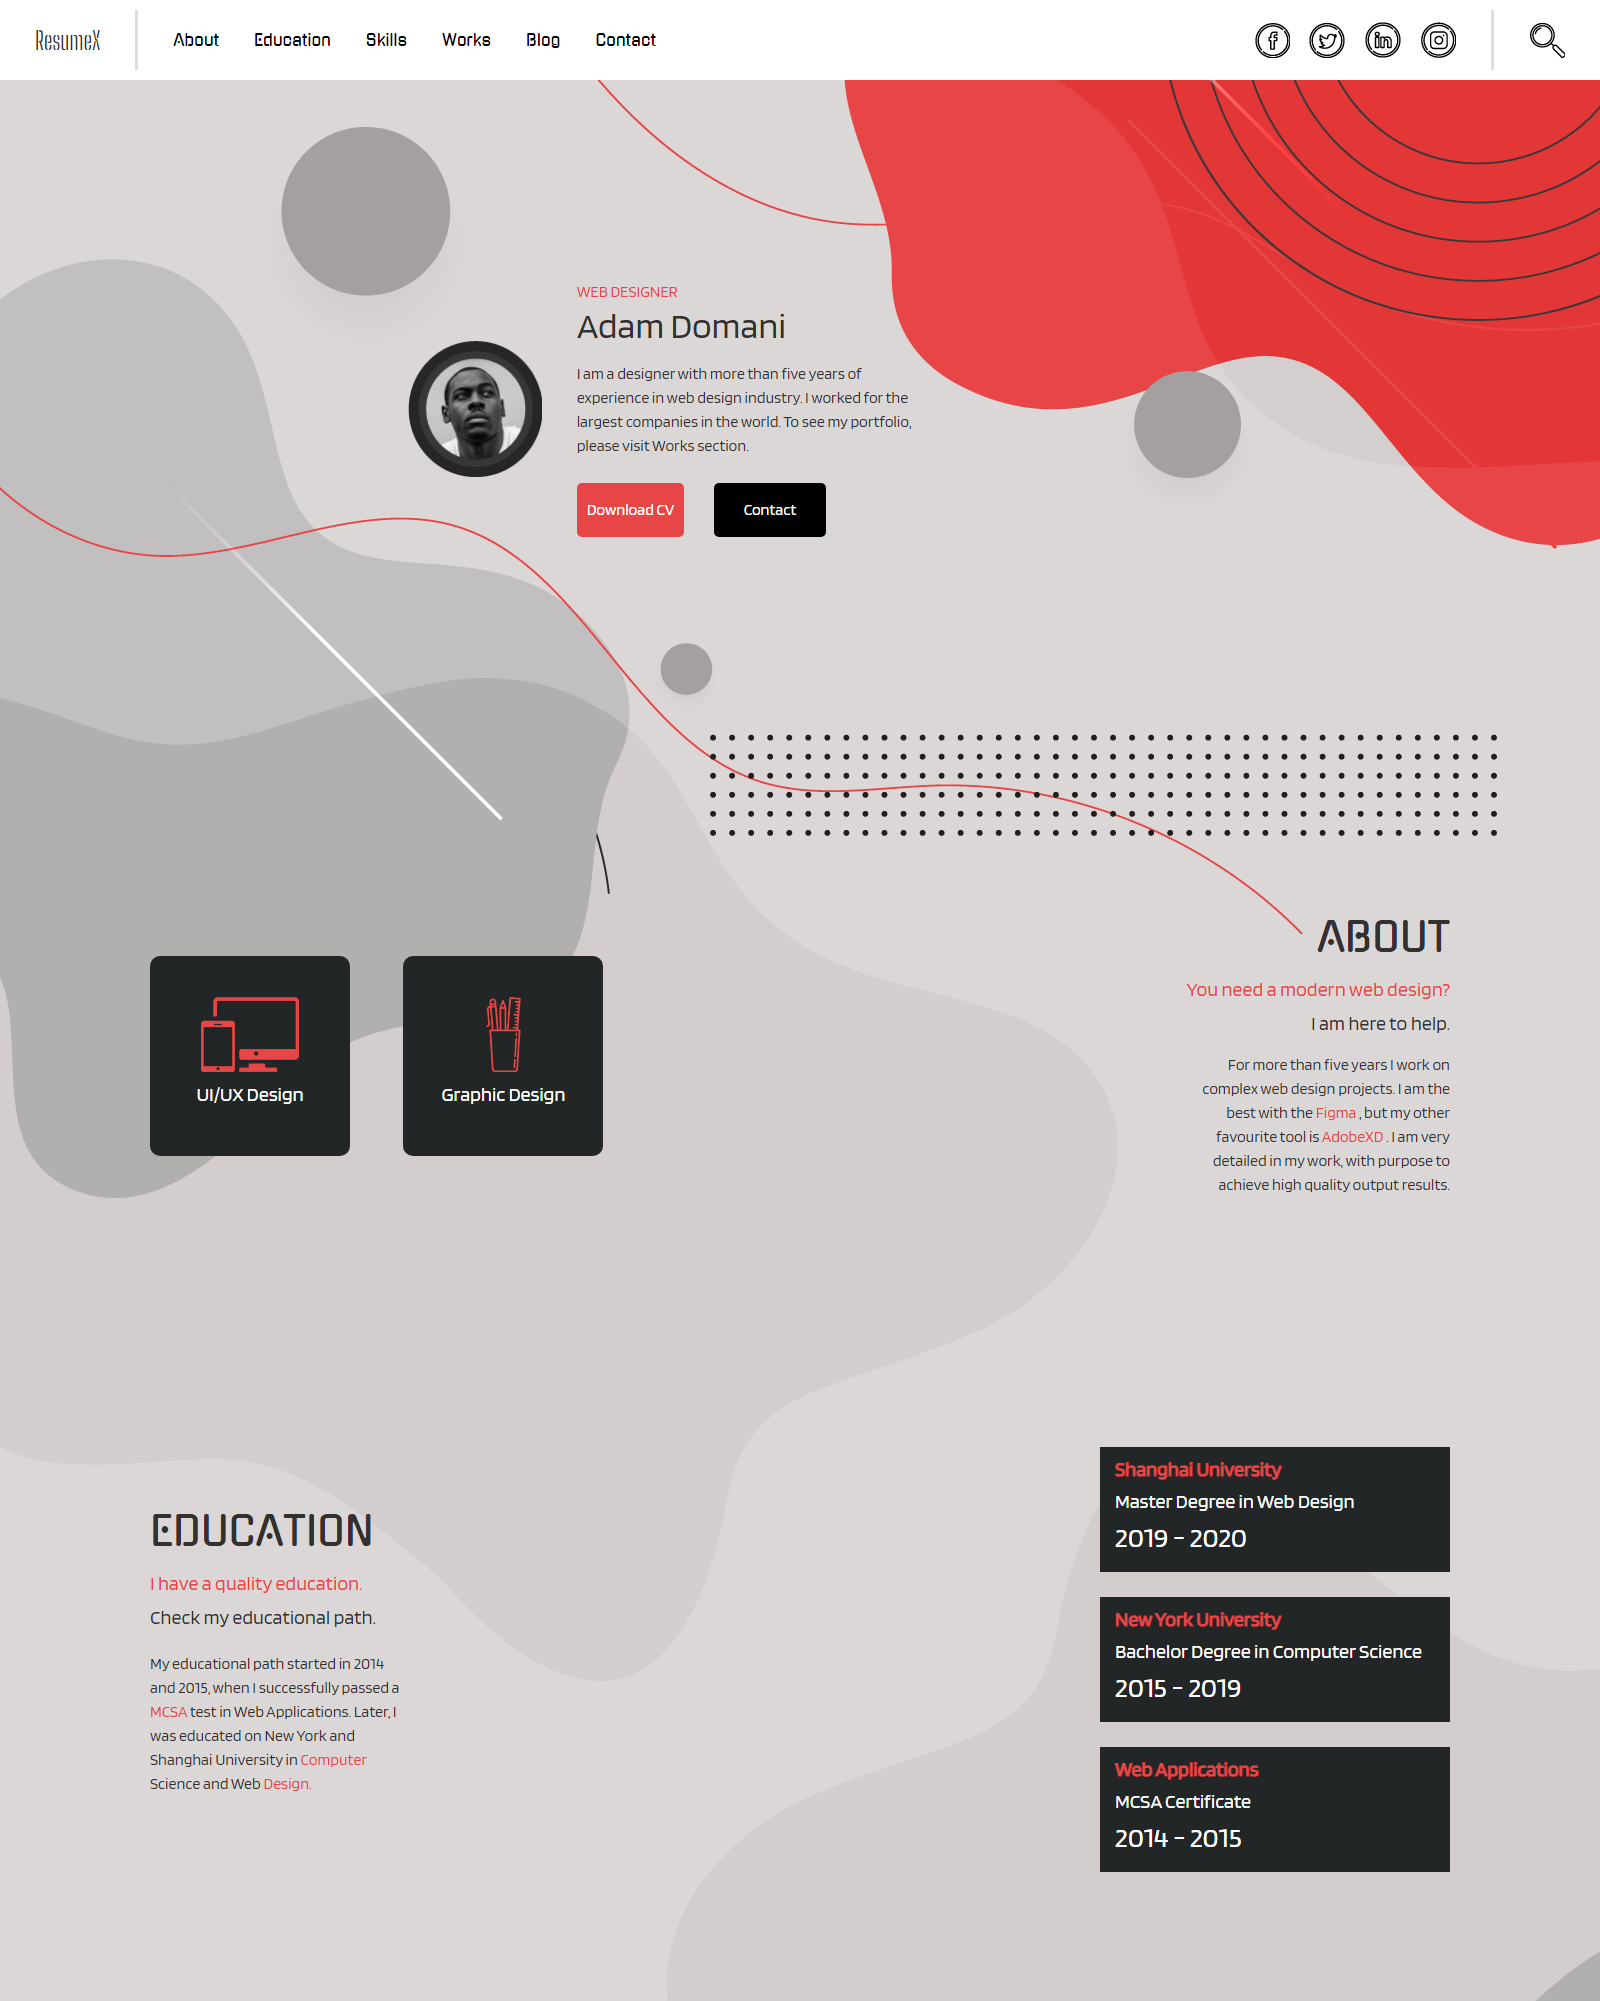 ResumeX
About Education Skills Works Blog Contact
WEB DESIGNER
Adam Domani
I am a designer with more than five years of
experience in web design industry. I worked for the
largest companies in the world. To see my portfolio,
please visit Works section.
Download CV
Contact
ABOUT
You need a modern web design?
I am here to help.
For more than five years I work on
complex web design projects. I am the
best with the Figma , but my other
favourite tool is AdobeXD . I am very
detailed in my work, with purpose to
achieve high quality output results.
UI/UX Design
Graphic Design
EDUCATION
I have a quality education.
Check my educational path.
My educational path started in 2014
and 2015, when I successfully passed a
MCSA test in Web Applications. Later, I
was educated on New York and
Shanghai University in Computer
Science and Web Design.
Shanghai University
Master Degree in Web Design
2019 - 2020
New York University
Bachelor Degree in Computer Science
2015 - 2019
Web Applications
MCSA Certificate
2014 - 2015